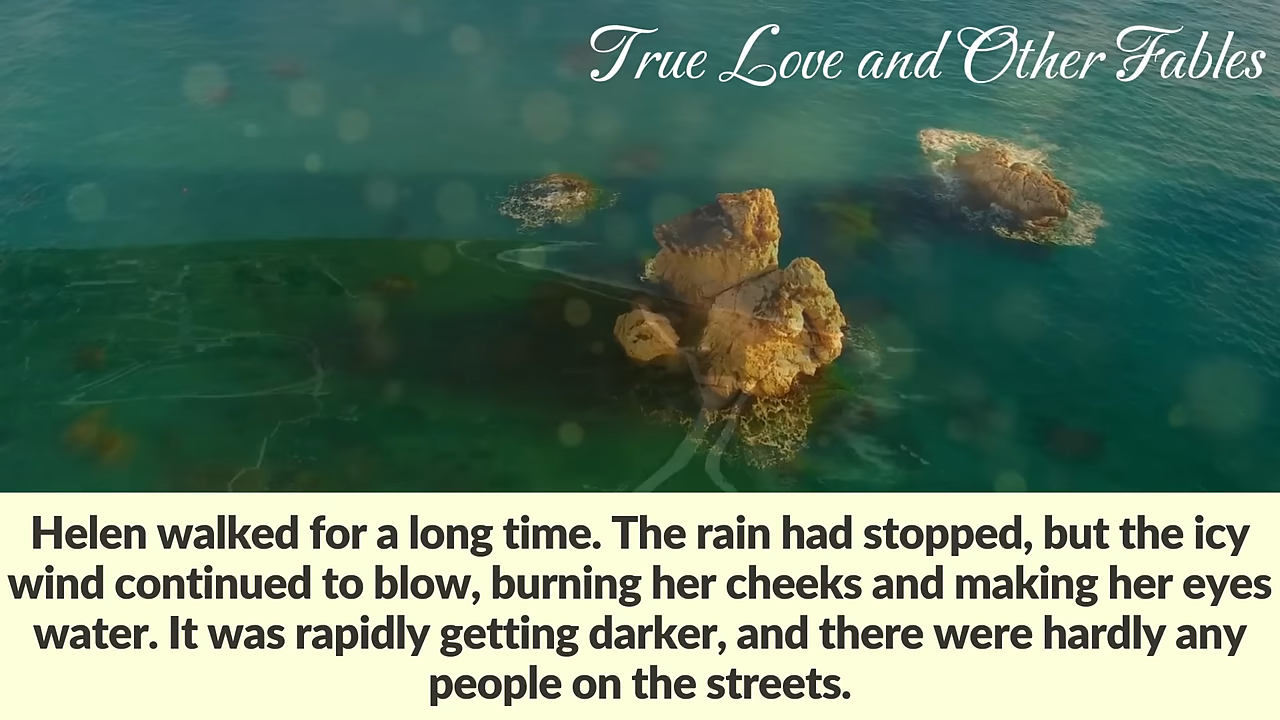 True Love and Other Fables
Helen walked for a long time. The rain had stopped, but the icy
wind continued to blow, burning her cheeks and making her eyes
water. It was rapidly getting darker, and there were hardly any
people on the streets.